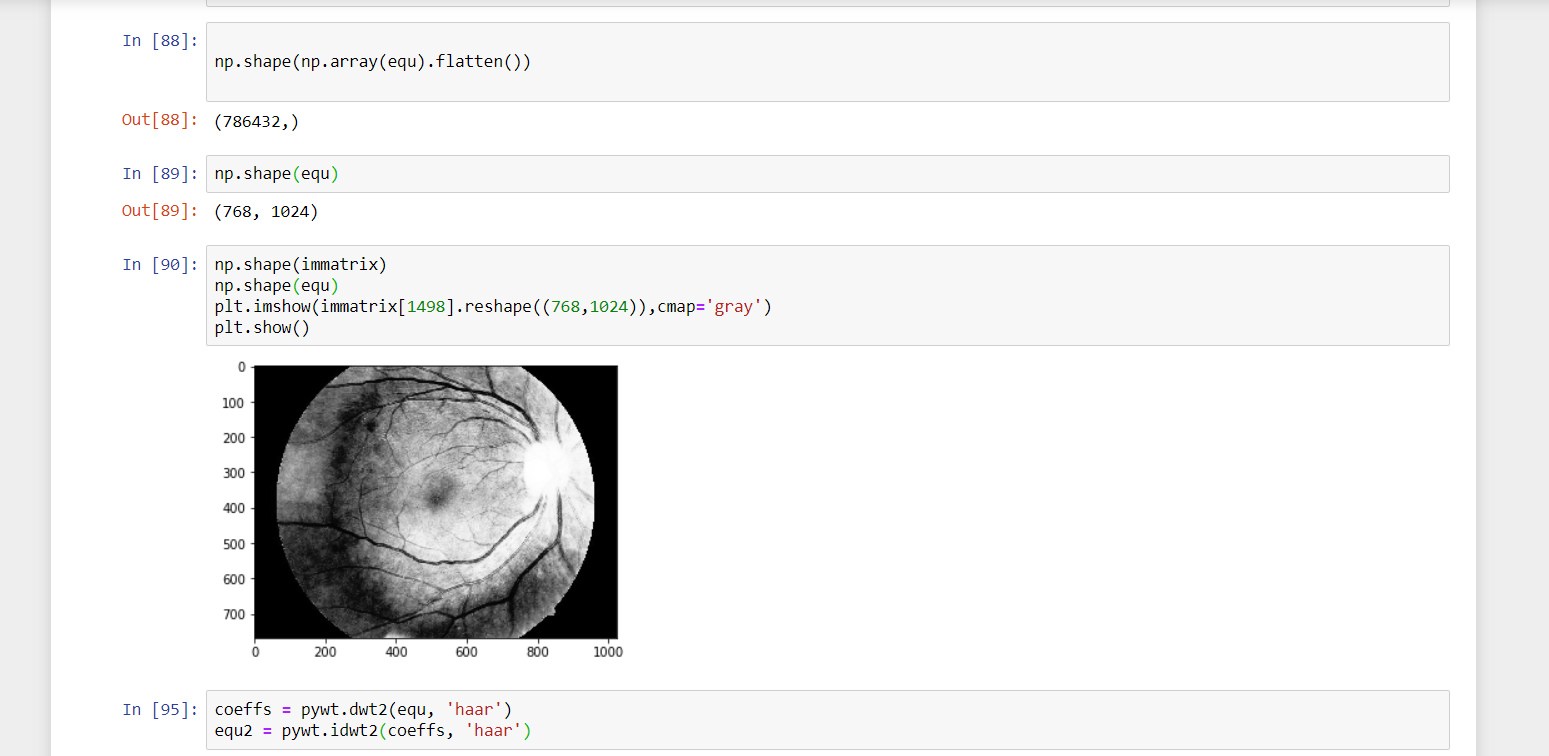 In [88]:
np.shape(np.array(equ).flatten())
Out[88]: (786432,)
In [89]: np.shape(equ)
Out[89]: (768, 1024)
In [90]: np.shape(immatrix)
np.shape(equ)
plt.imshow(immatrix[1498].reshape((768,1024)),cmap='gray')
plt.show()
0
100
200
300
400
500
600
700
0 200 400 600 800 1000
In [95]: coeffs = pywt.dwt2(equ, 'haar')
equ2 = pywt.idwt2(coeffs, 'haar')